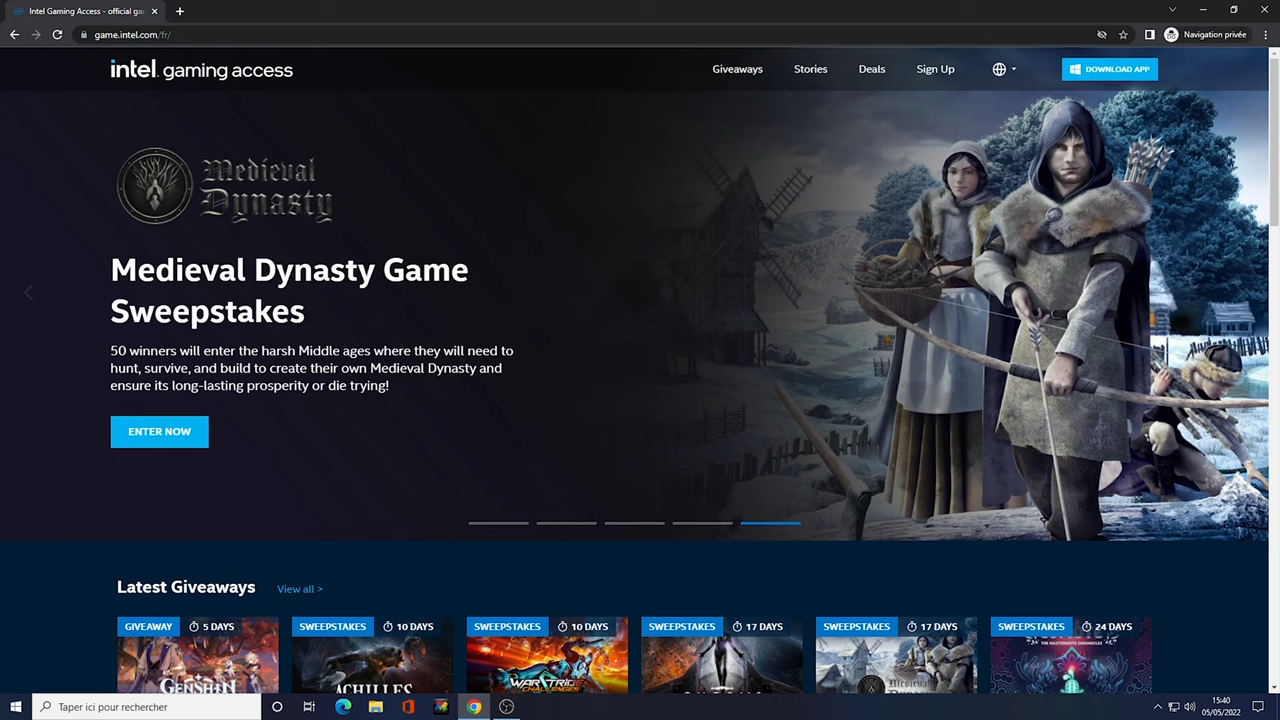 Intel Gaming Access - official gar
game.intel.com/fr/
Navigation privée
intel. gaming access
Giveaways
Stories
Deals
Sign Up
DOWNLOAD APP
Medieval
Dynasty
Medieval Dynasty Game
Sweepstakes
50 winners will enter the harsh Middle ages where they will need to
hunt, survive, and build to create their own Medieval Dynasty and
ensure its long-lasting prosperity or die trying!
ENTER NOW
Latest Giveaways
View all >
GIVEAWAY
5 DAYS
SWEEPSTAKES
10 DAYS
SWEEPSTAKES
10 DAYS
SWEEPSTAKES
17 DAYS
SWEEPSTAKES
17 DAYS
SWEEPSTAKES
24 DAYS
GENSHIN
ACHILLES
WARSTRIDE
CHALLENGES
Medieval
Taper ici pour rechercher
15:40
05/05/2022